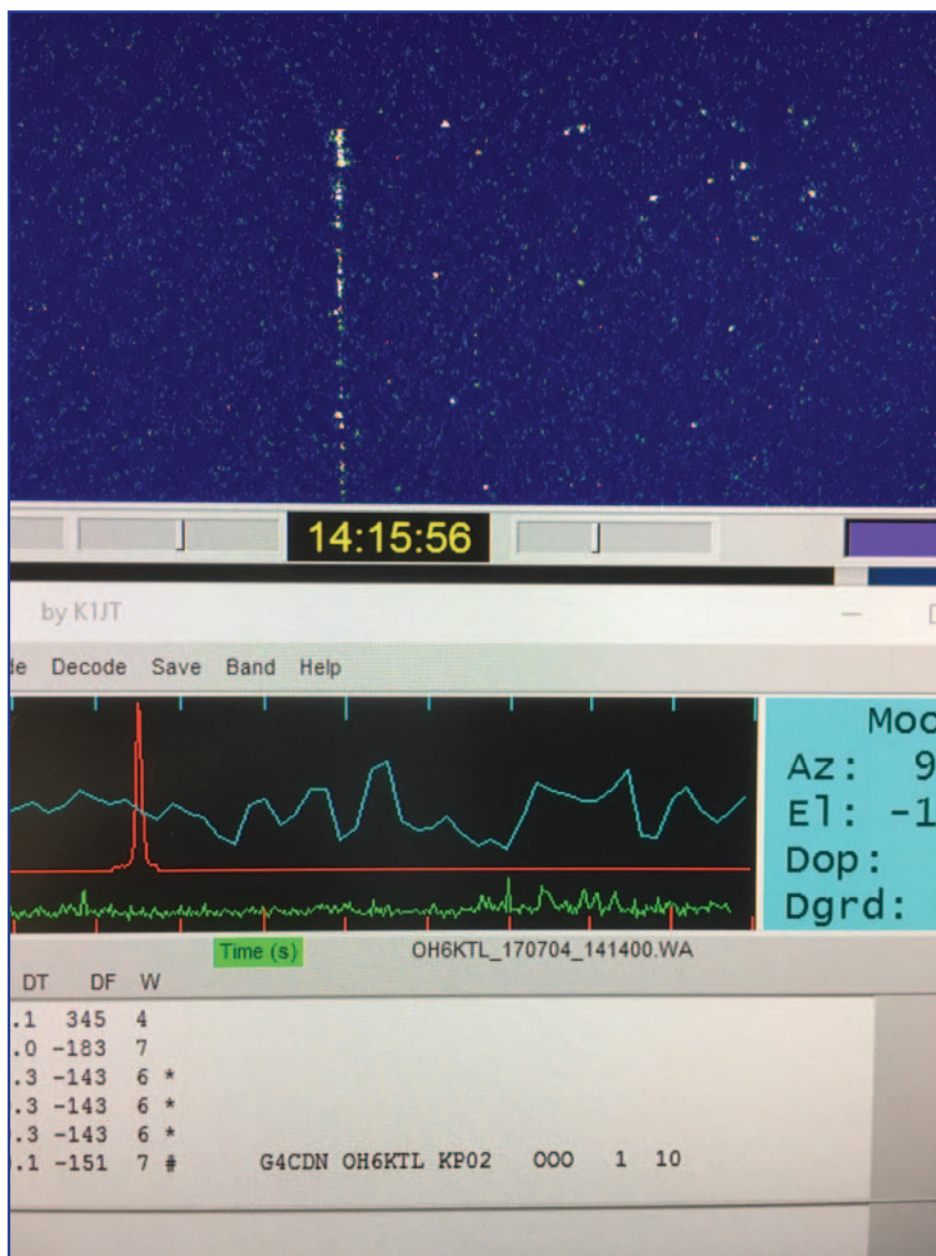 14:15:56
by K1JT
de Decode Save Band Help
Moo
Az: 9
El: -1
Dop:
Dgrd:
Time (s) OH6KTL_170704_141400.WA
DT DF W
.1 345 4
.0 -183 7
.3 -143 6 *
.3 -143 6 *
.3 -143 6 *
.1 -151 7 # G4CDN OH6KTL KP02 OOO 1 10